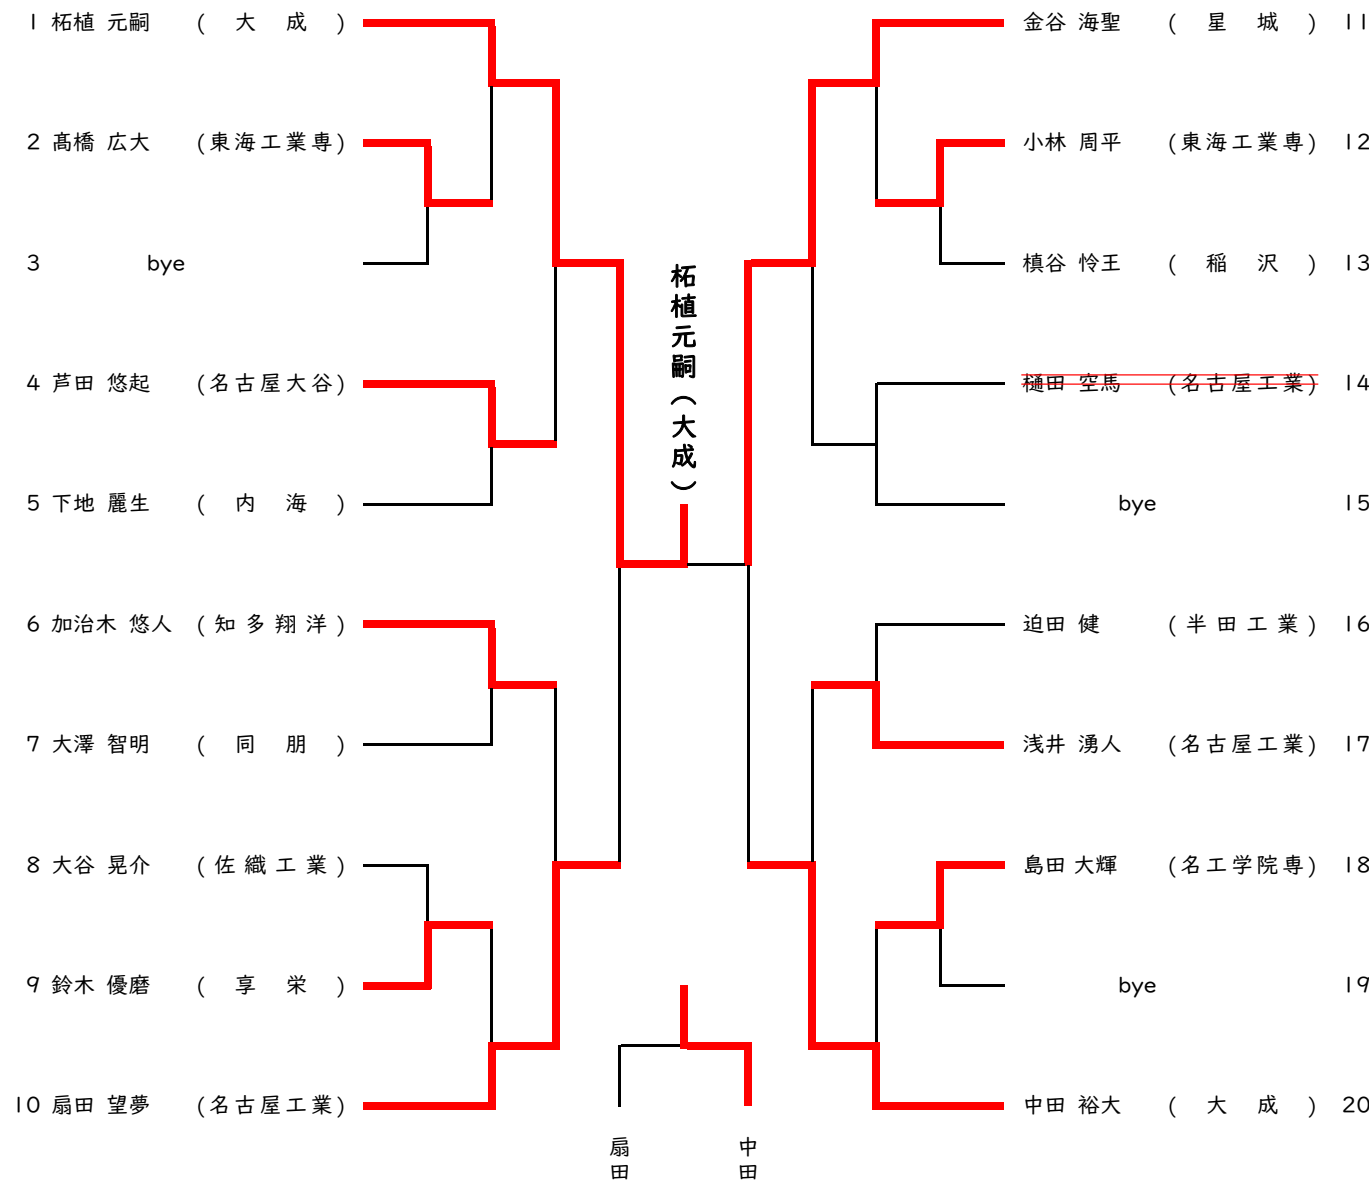 1 柘植 元嗣 ( 大 成 )
2 髙橋 広大 (東海工業専)
3 bye
4 芦田 悠起 (名古屋大谷)
5 下地 麗生 ( 内 海 )
6 加治木 悠人 (知多翔洋)
7 大澤 智明 ( 同 朋 )
8 大谷 晃介 (佐織工業)
9 鈴木 優磨 ( 享 栄 )
10 扇田 望夢 (名古屋工業)
柘植元嗣(大成)
扇田
中田
金谷 海聖 ( 星 城 ) 11
小林 周平 (東海工業専) 12
槙谷 怜王 ( 稲 沢 ) 13
樋田 空馬 (名古屋工業) 14
bye 15
迫田 健 (半田工業) 16
浅井 湧人 (名古屋工業) 17
島田 大輝 (名工学院専) 18
bye 19
中田 裕大 ( 大 成 ) 20